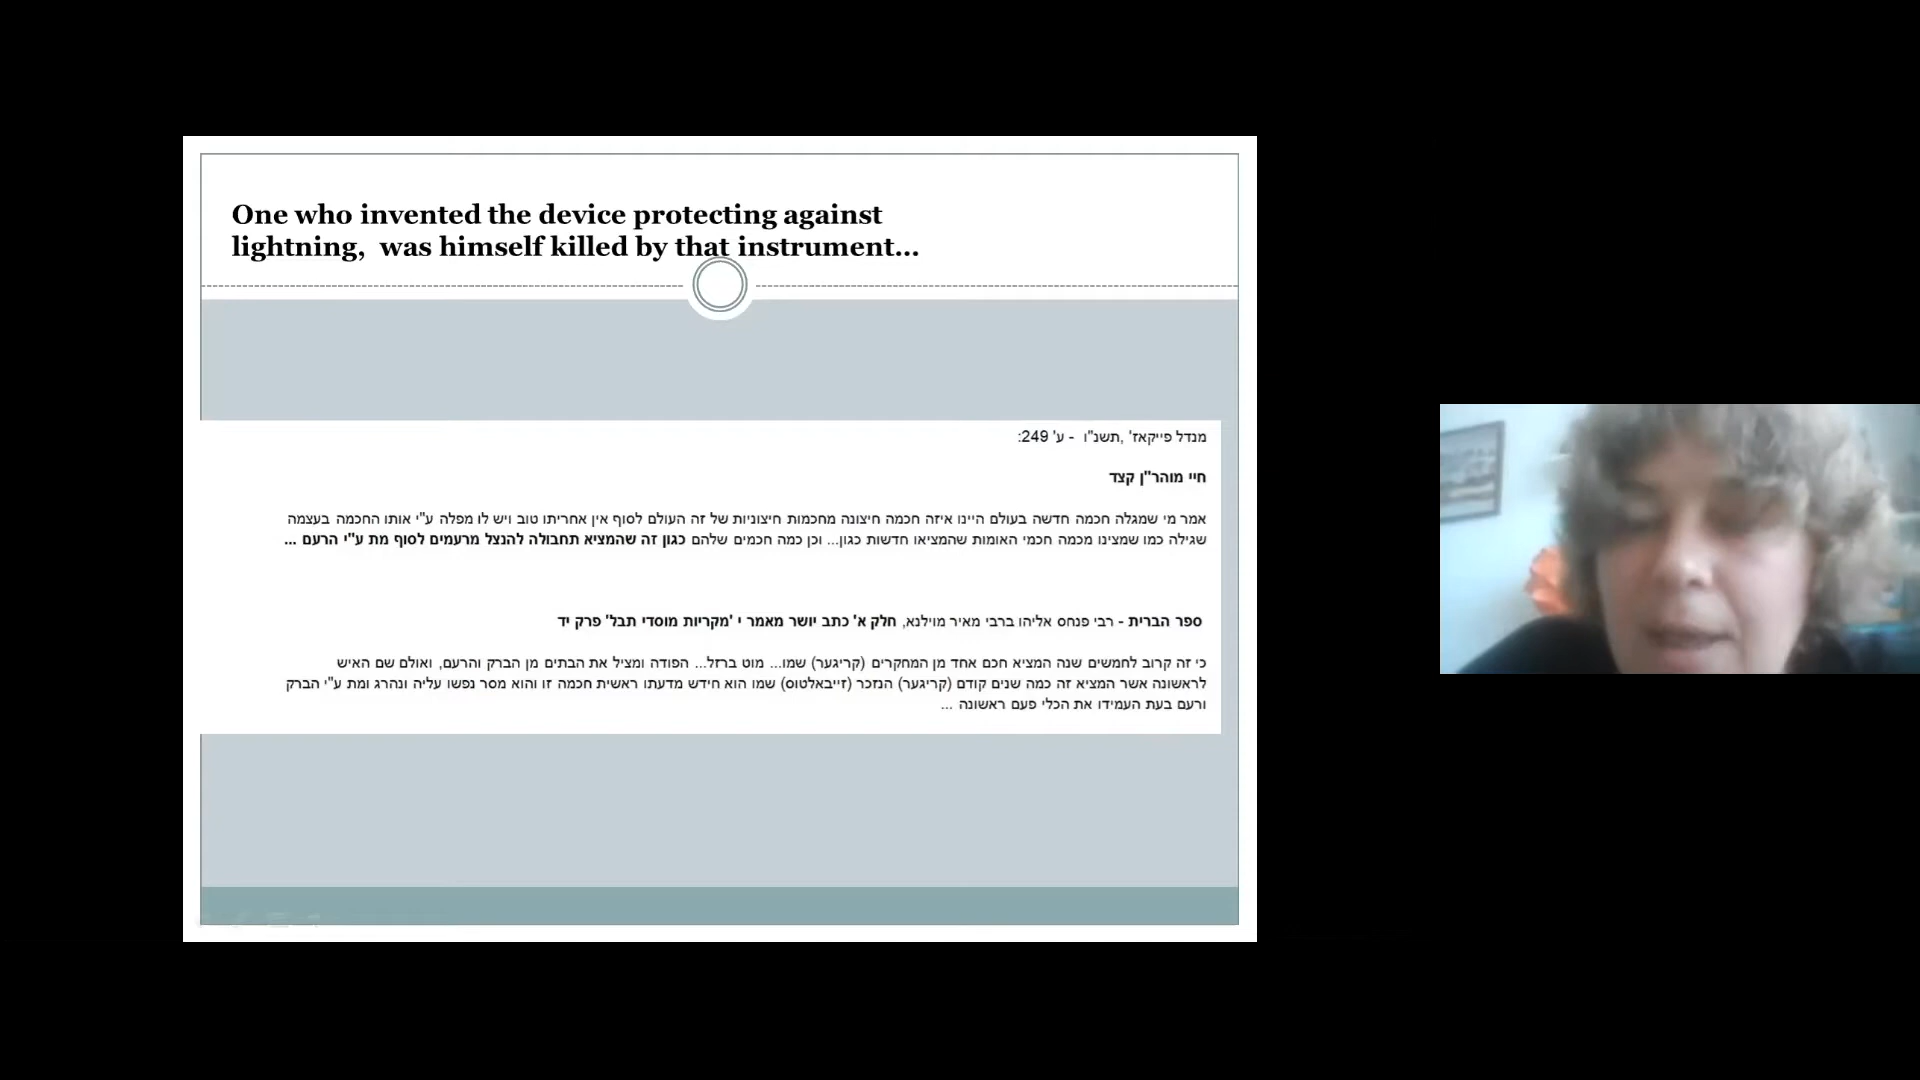 One who invented the device protecting against
lightning, was himself killed by that instrument...
מנדל פייקאז', תשנ"ו - ע' 249:
חיי מוהר"ן קצד
אמר מי שמגלה חכמה חדשה בעולם היינו איזה חכמה חיצונה מחכמות חיצוניות של זה העולם לסוף אין אחריתו טוב ויש לו מפלה ע"י אותו החכמה בעצמה
שגילה כמו שמצינו מכמה חכמי האומות שהמציאו חדשות כגון... וכן כמה חכמים שלהם כגון זה שהמציא תחבולה להנצל מרעמים לסוף מת ע"י הרעם ...
ספר הברית - רבי פנחס אליהו ברבי מאיר מוילנא, חלק א' כתב יושר מאמר י 'מקריות מוסדי תבל' פרק יד
כי זה קרוב לחמשים שנה המציא חכם אחד מן המחקרים (קריגער) שמו... מוט ברזל... הפודה ומציל את הבתים מן הברק והרעם, ואולם שם האיש
לראשונה אשר המציא זה כמה שנים קודם (קריגער) הנזכר (זייבאלטוס) שמו הוא חידש מדעתו ראשית חכמה זו והוא מסר נפשו עליה ונהרג ומת ע"י הברק
ורעם בעת העמידו את הכלי פעם ראשונה ...